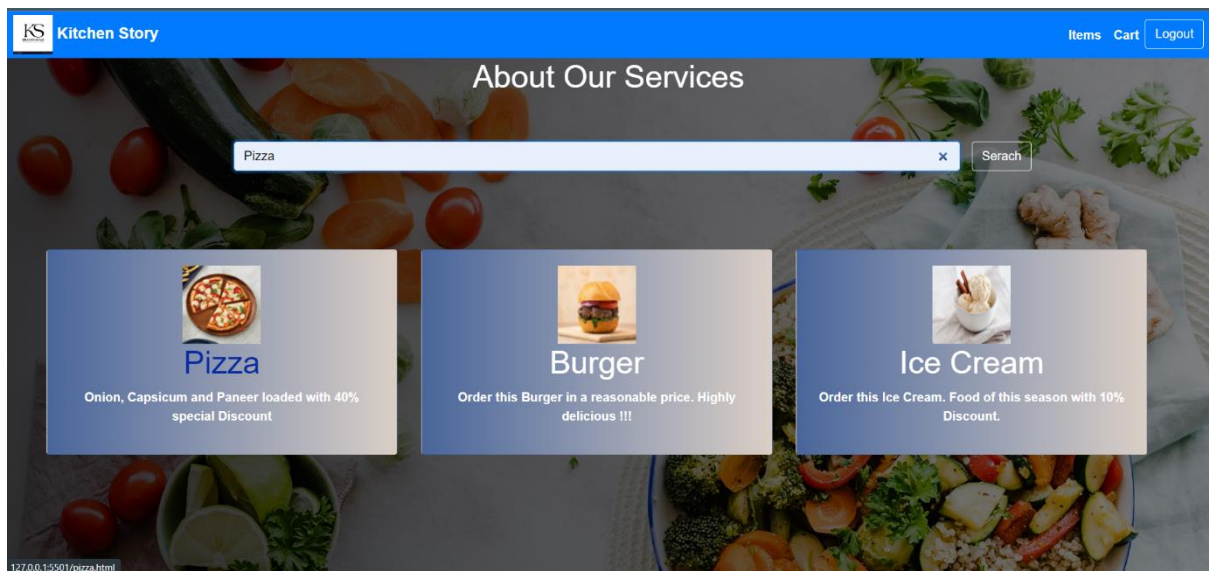 KS
Kitchen Story
Items Cart Logout
About Our Services
Pizza
Serach
Pizza
Onion, Capsicum and Paneer loaded with 40%
special Discount
Burger
Order this Burger in a reasonable price. Highly
delicious !!!
Ice Cream
Order this Ice Cream. Food of this season with 10%
Discount.
127.0.0.1:5501/pizza.html